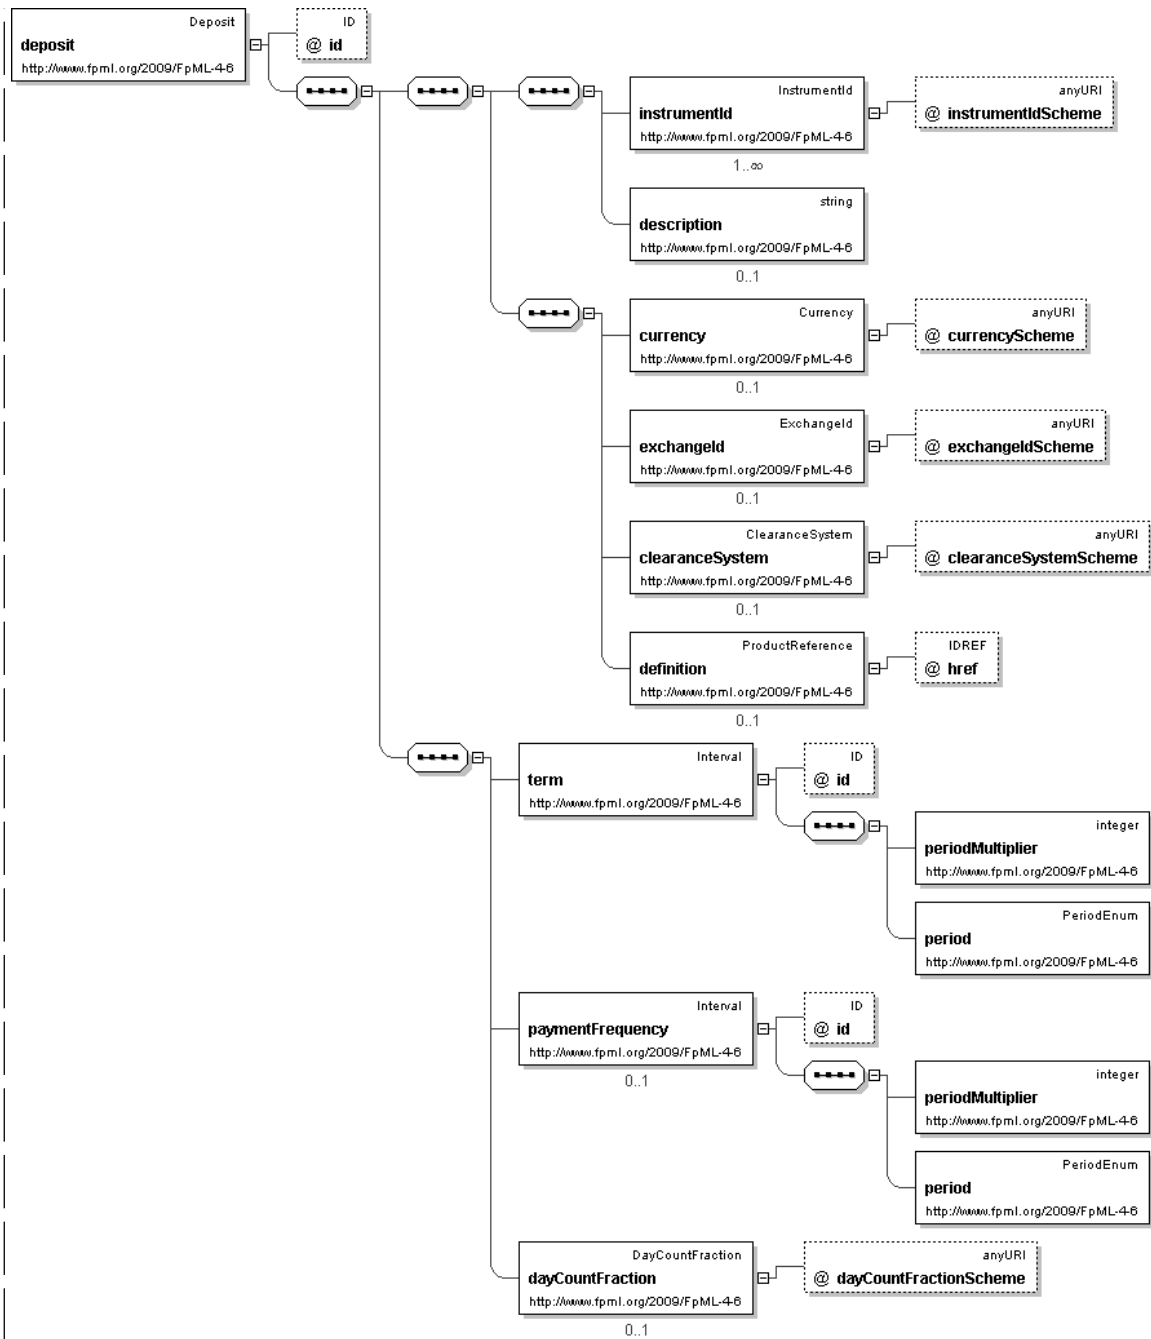 Deposit
deposit
http://www.fpml.org/2009/FpML-4-6
ID
@ id
InstrumentId
instrumentId
http://www.fpml.org/2009/FpML-4-6
1..∞
anyURI
@ instrumentIdScheme
string
description
http://www.fpml.org/2009/FpML-4-6
0..1
Currency
currency
http://www.fpml.org/2009/FpML-4-6
0..1
anyURI
@ currencyScheme
ExchangeId
exchangeId
http://www.fpml.org/2009/FpML-4-6
0..1
anyURI
@ exchangeIdScheme
ClearanceSystem
clearanceSystem
http://www.fpml.org/2009/FpML-4-6
0..1
anyURI
@ clearanceSystemScheme
ProductReference
definition
http://www.fpml.org/2009/FpML-4-6
0..1
IDREF
@ href
Interval
term
http://www.fpml.org/2009/FpML-4-6
ID
@ id
integer
periodMultiplier
http://www.fpml.org/2009/FpML-4-6
PeriodEnum
period
http://www.fpml.org/2009/FpML-4-6
Interval
paymentFrequency
http://www.fpml.org/2009/FpML-4-6
0..1
ID
@ id
integer
periodMultiplier
http://www.fpml.org/2009/FpML-4-6
PeriodEnum
period
http://www.fpml.org/2009/FpML-4-6
DayCountFraction
dayCountFraction
http://www.fpml.org/2009/FpML-4-6
0..1
anyURI
@ dayCountFractionScheme